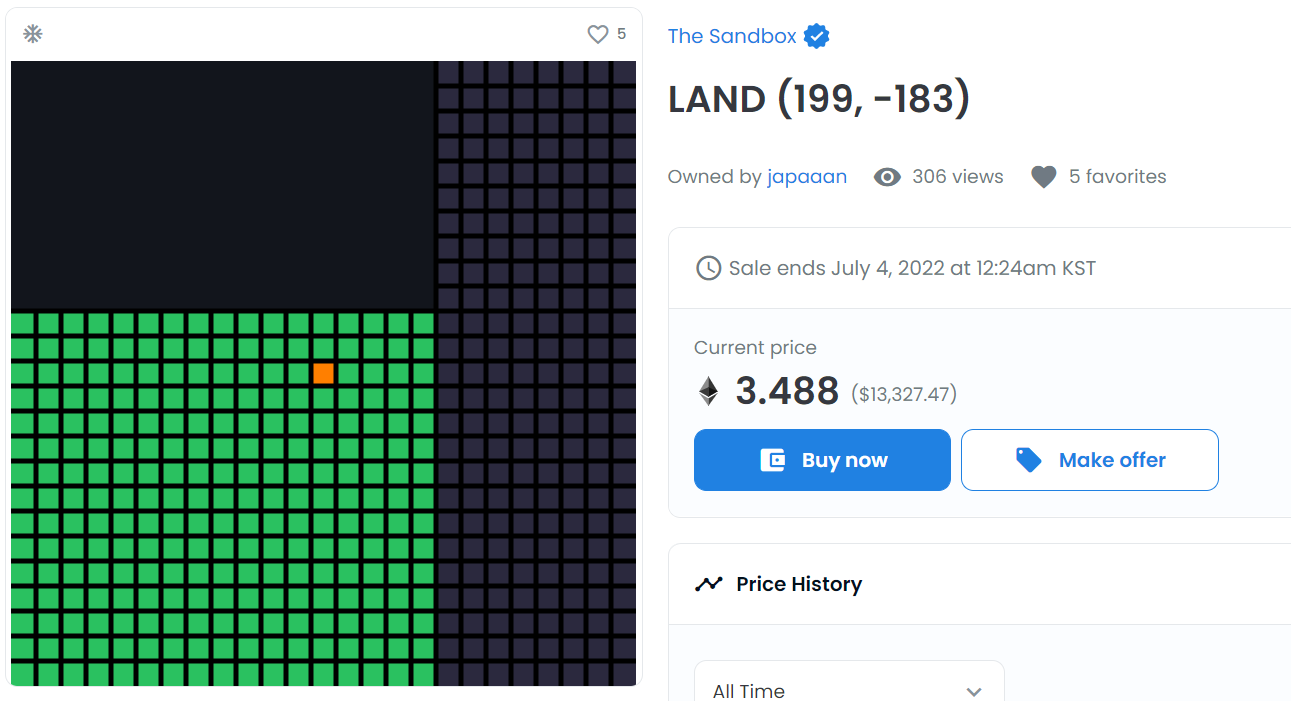 5
The Sandbox
LAND (199, -183)
Owned by japaaan 306 views 5 favorites
Sale ends July 4, 2022 at 12:24am KST
Current price
3.488 ($13,327.47)
Buy now Make offer
Price History
All Time